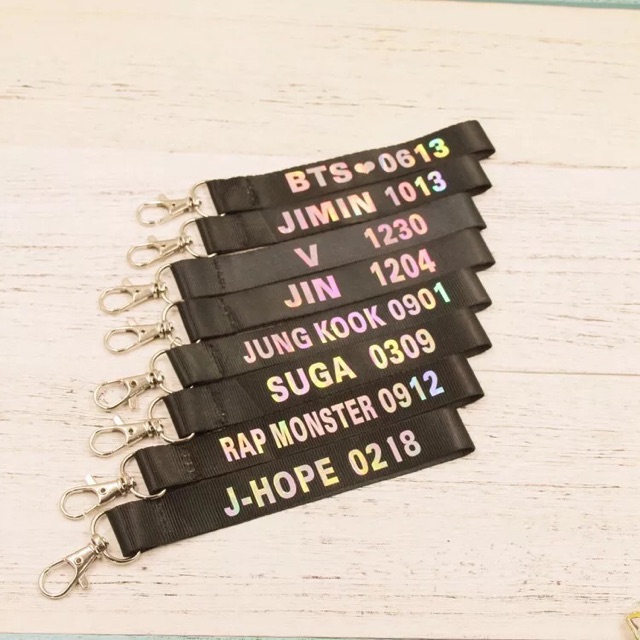 BTS❤0613
JIMIN 1013
V 1230
JIN 1204
JUNG KOOK 0901
SUGA 0309
RAP MONSTER 0912
J-HOPE 0218